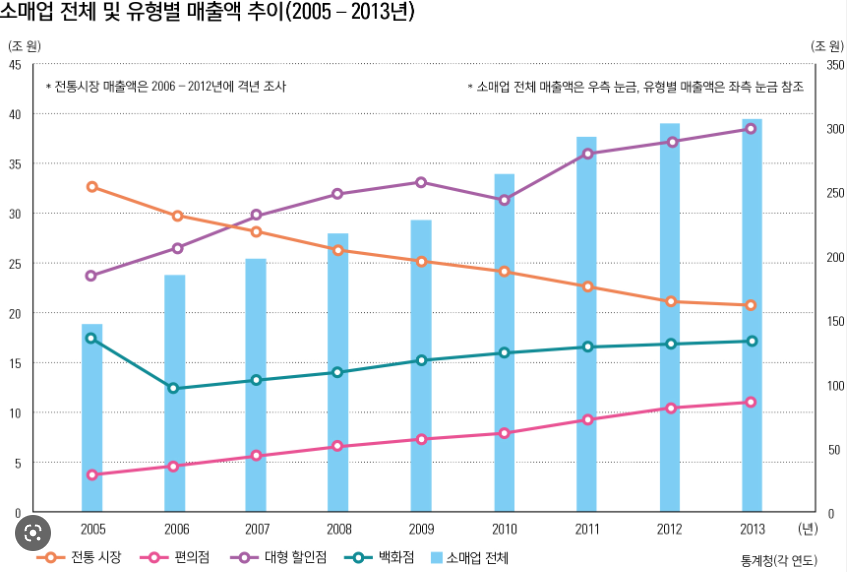 소매업 전체 및 유형별 매출액 추이(2005 – 2013년)
(조 원) (조 원)
45 350
* 전통시장 매출액은 2006 – 2012년에 격년 조사 * 소매업 전체 매출액은 우측 눈금, 유형별 매출액은 좌측 눈금 참조
40
300
35
250
30
25
200
20
150
15
100
10
50
5
0 0
2005 2006 2007 2008 2009 2010 2011 2012 2013 (년)
전통 시장 편의점 대형 할인점 백화점 소매업 전체
통계청(각 연도)